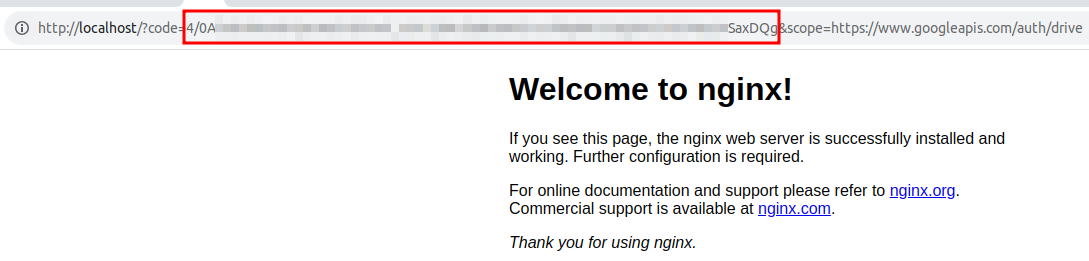 http://localhost/?code=4/0A SaxDQg&scope=https://www.googleapis.com/auth/drive
Welcome to nginx!
If you see this page, the nginx web server is successfully installed and
working. Further configuration is required.
For online documentation and support please refer to nginx.org.
Commercial support is available at nginx.com.
Thank you for using nginx.